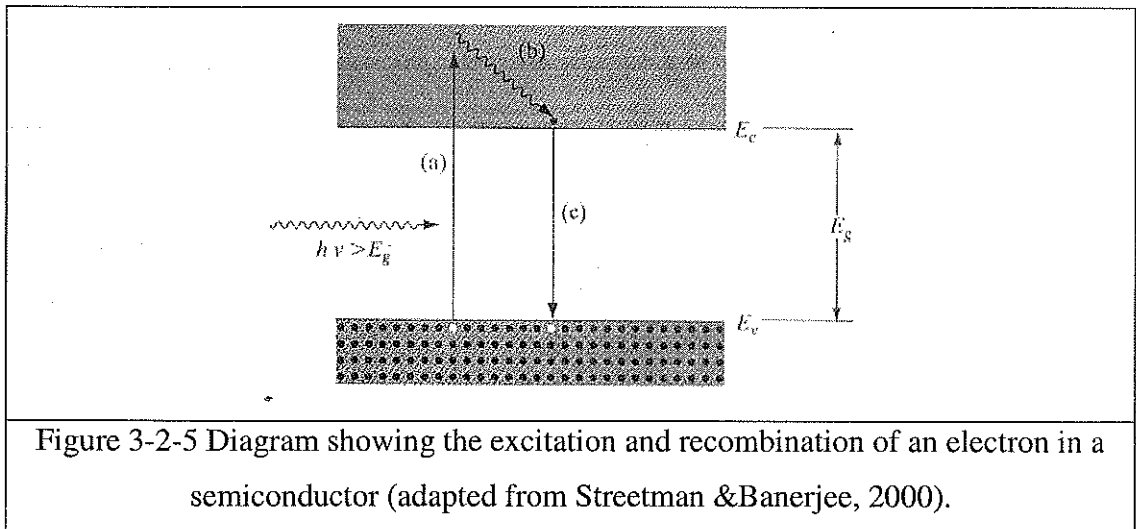 (b)
E_c
(a)
(c)
E_g
hν > E_g
E_v
Figure 3-2-5 Diagram showing the excitation and recombination of an electron in a
semiconductor (adapted from Streetman &Banerjee, 2000).